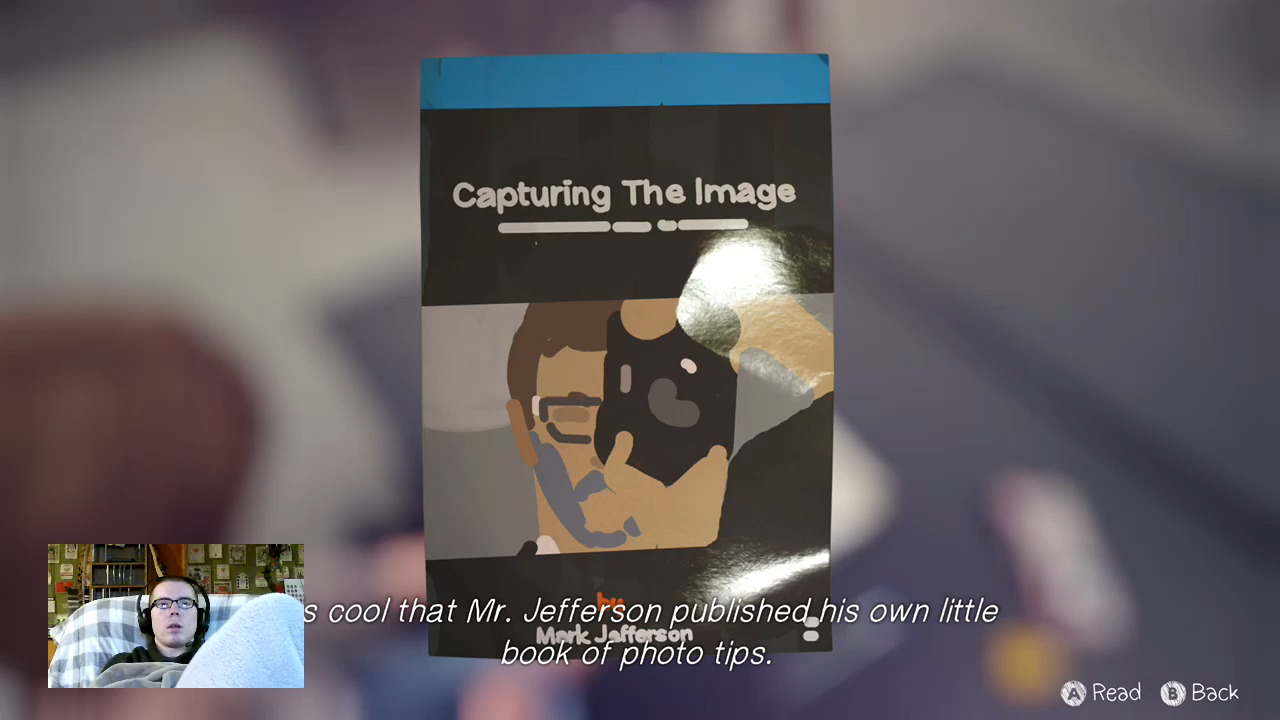 Capturing The Image
by
Mark Jefferson
s cool that Mr. Jefferson published his own little
book of photo tips.
A Read B Back